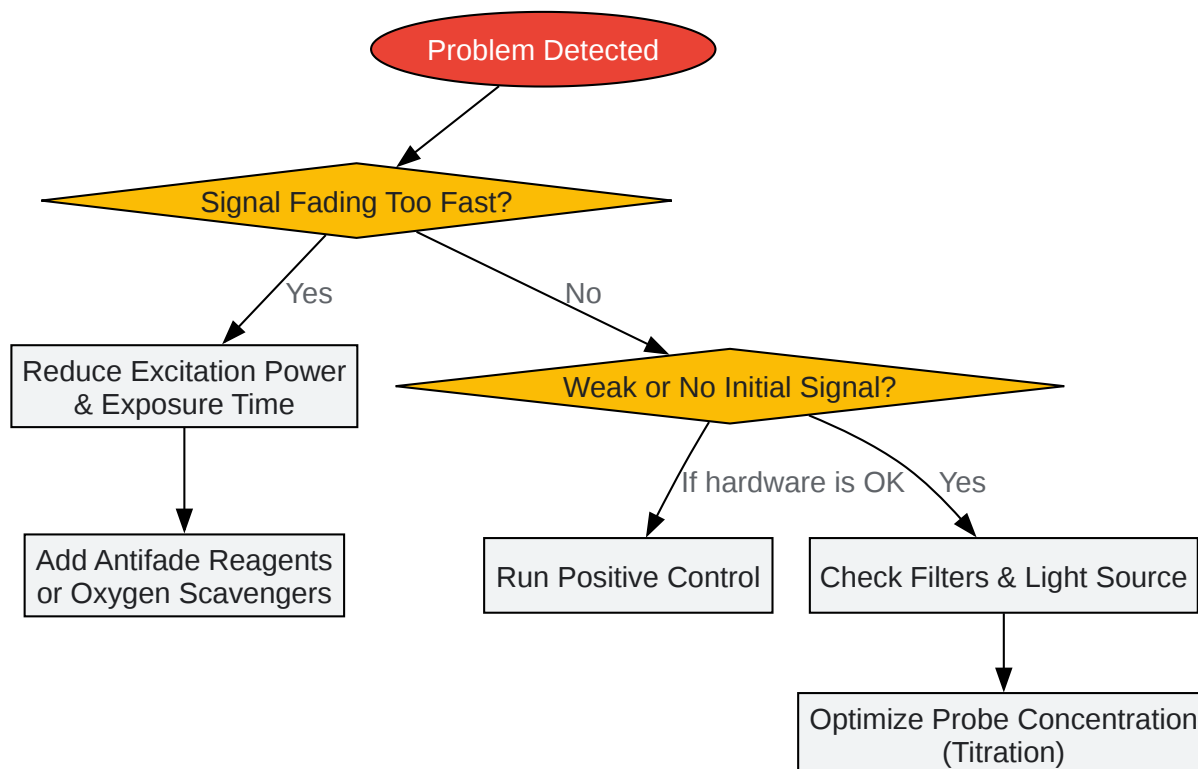 Problem Detected
Signal Fading Too Fast?
Yes
No
Reduce Excitation Power
& Exposure Time
Weak or No Initial Signal?
If hardware is OK
Yes
Add Antifade Reagents
or Oxygen Scavengers
Run Positive Control
Check Filters & Light Source
Optimize Probe Concentration
(Titration)